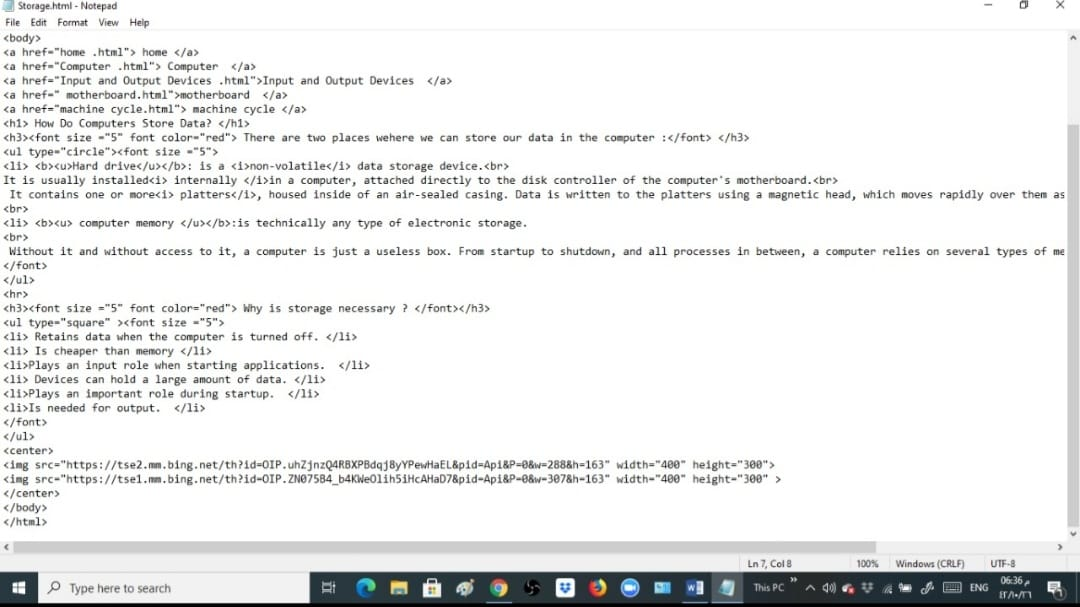 Storage.html - Notepad
File Edit Format View Help
<body>
<a href="home .html"> home </a>
<a href="Computer .html"> Computer  </a>
<a href="Input and Output Devices .html">Input and Output Devices  </a>
<a href=" motherboard.html">motherboard  </a>
<a href="machine cycle.html"> machine cycle </a>
<h1> How Do Computers Store Data? </h1>
<h3><font size ="5" font color="red"> There are two places wehere we can store our data in the computer :</font> </h3>
<ul type="circle"><font size ="5">
<li> <b><u>Hard drive</u></b>: is a <i>non-volatile</i> data storage device.<br>
It is usually installed<i> internally </i>in a computer, attached directly to the disk controller of the computer's motherboard.<br>
 It contains one or more<i> platters</i>, housed inside of an air-sealed casing. Data is written to the platters using a magnetic head, which moves rapidly over them as
<br>
<li> <b><u> computer memory </u></b>:is technically any type of electronic storage.
<br>
 Without it and without access to it, a computer is just a useless box. From startup to shutdown, and all processes in between, a computer relies on several types of me
</font>
</ul>
<hr>
<h3><font size ="5" font color="red"> Why is storage necessary ? </font></h3>
<ul type="square" ><font size ="5">
<li> Retains data when the computer is turned off. </li>
<li> Is cheaper than memory </li>
<li>Plays an input role when starting applications.  </li>
<li> Devices can hold a large amount of data. </li>
<li>Plays an important role during startup.  </li>
<li>Is needed for output.  </li>
</font>
</ul>
<center>
<img src="https://tse2.mm.bing.net/th?id=OIP.uhZjnzQ4RBXPBdqj8yYPewHaEL&pid=Api&P=0&w=288&h=163" width="400" height="300">
<img src="https://tse1.mm.bing.net/th?id=OIP.ZN075B4_b4KWeOlih5iHcAHaD7&pid=Api&P=0&w=307&h=163" width="400" height="300" >
</center>
</body>
</html>
Ln 7, Col 8 100% Windows (CRLF) UTF-8
Type here to search This PC ENG 06:36 م